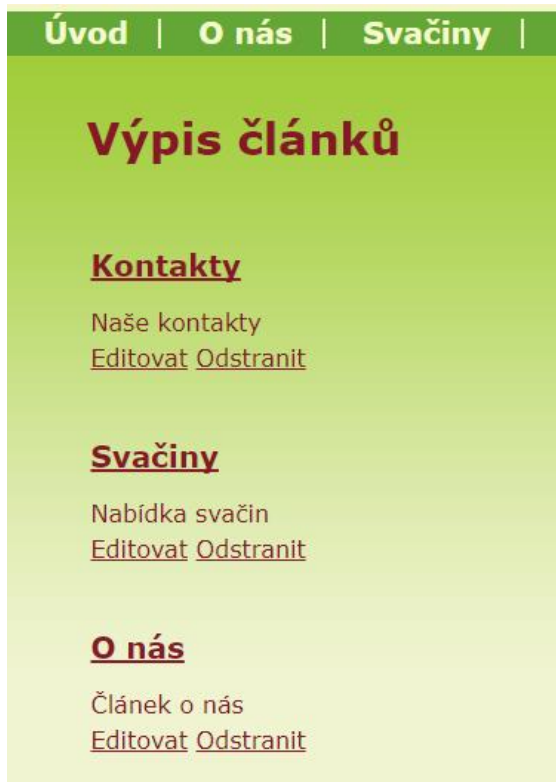 Úvod | O nás | Svačiny |
Výpis článků
Kontakty
Naše kontakty
Editovat Odstranit
Svačiny
Nabídka svačin
Editovat Odstranit
O nás
Článek o nás
Editovat Odstranit